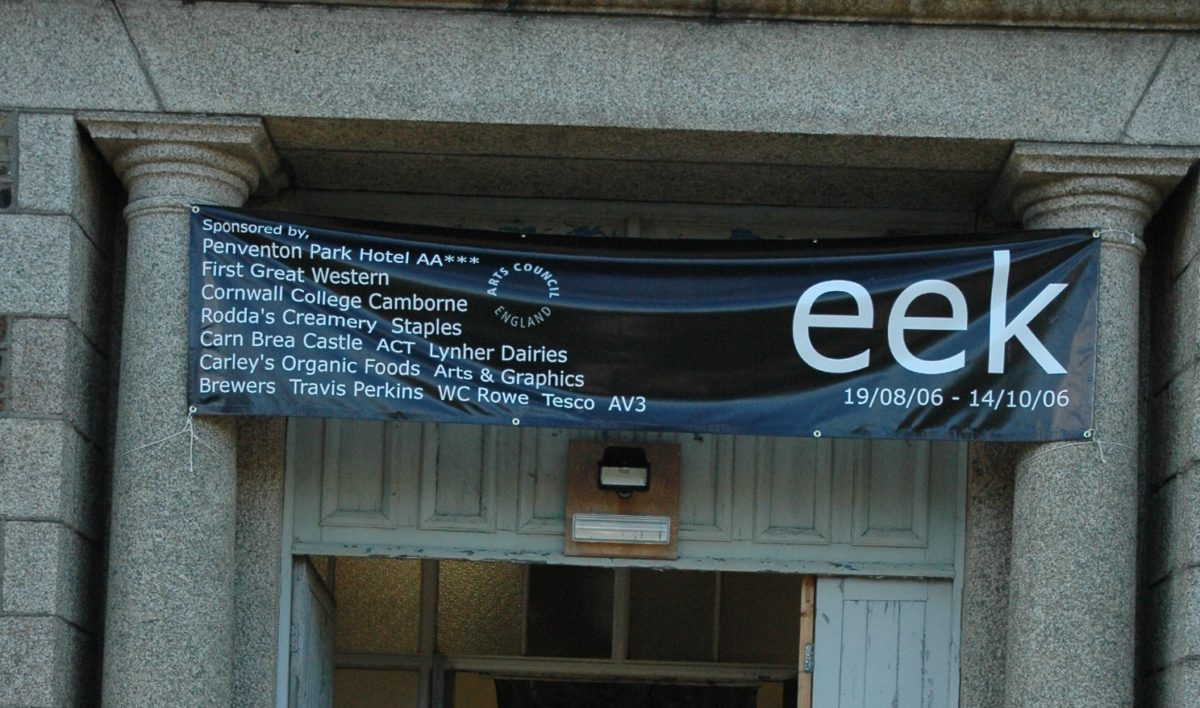 Sponsored by,
Penventon Park Hotel AA***
First Great Western
Cornwall College Camborne
Rodda's Creamery Staples
Carn Brea Castle ACT Lynher Dairies
Carley's Organic Foods Arts & Graphics
Brewers Travis Perkins WC Rowe Tesco AV3
ARTS COUNCIL
ENGLAND
eek
19/08/06 - 14/10/06